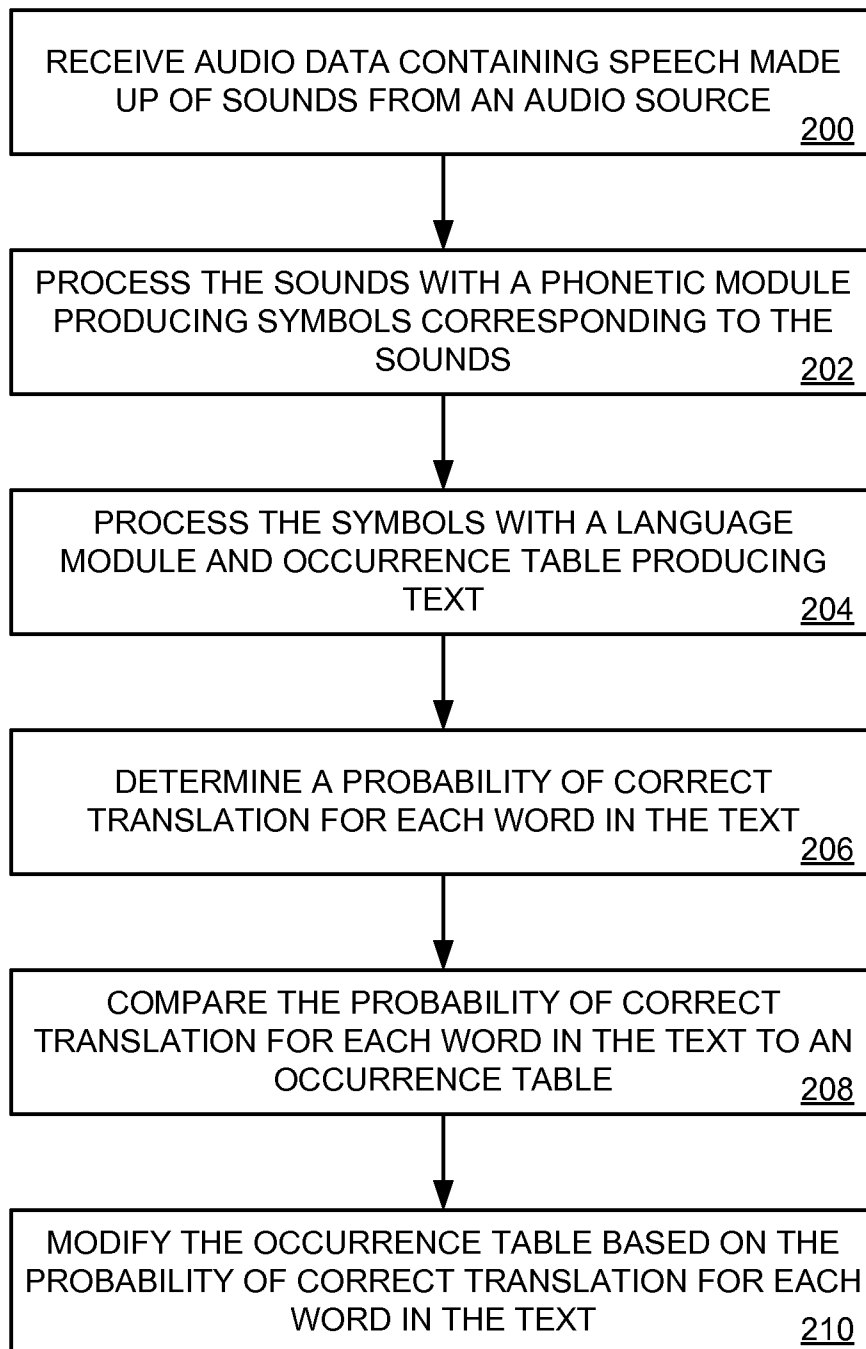 RECEIVE AUDIO DATA CONTAINING SPEECH MADE
UP OF SOUNDS FROM AN AUDIO SOURCE
200
PROCESS THE SOUNDS WITH A PHONETIC MODULE
PRODUCING SYMBOLS CORRESPONDING TO THE
SOUNDS
202
PROCESS THE SYMBOLS WITH A LANGUAGE
MODULE AND OCCURRENCE TABLE PRODUCING
TEXT
204
DETERMINE A PROBABILITY OF CORRECT
TRANSLATION FOR EACH WORD IN THE TEXT
206
COMPARE THE PROBABILITY OF CORRECT
TRANSLATION FOR EACH WORD IN THE TEXT TO AN
OCCURRENCE TABLE
208
MODIFY THE OCCURRENCE TABLE BASED ON THE
PROBABILITY OF CORRECT TRANSLATION FOR EACH
WORD IN THE TEXT
210